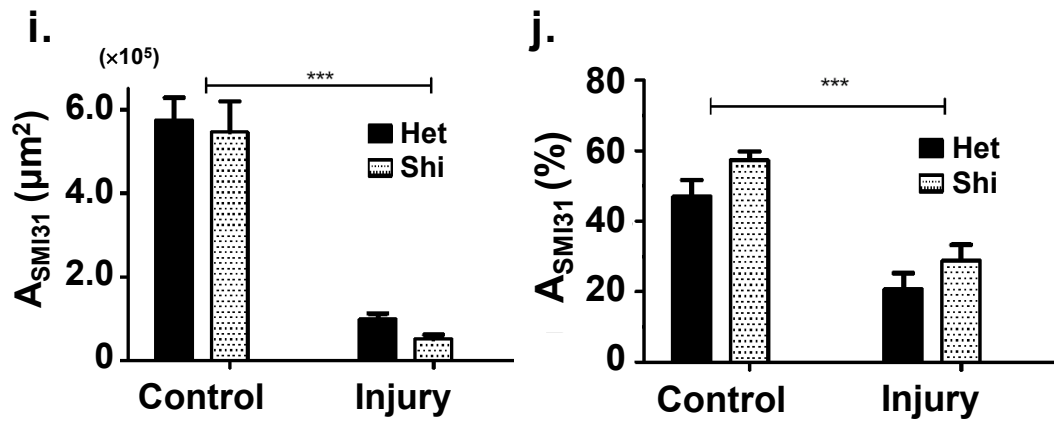 i.
(×10⁵)
***
6.0
4.0
2.0
0
A_SMI31 (µm²)
Het
Shi
Control Injury
j.
***
80
60
40
20
0
A_SMI31 (%)
Het
Shi
Control Injury